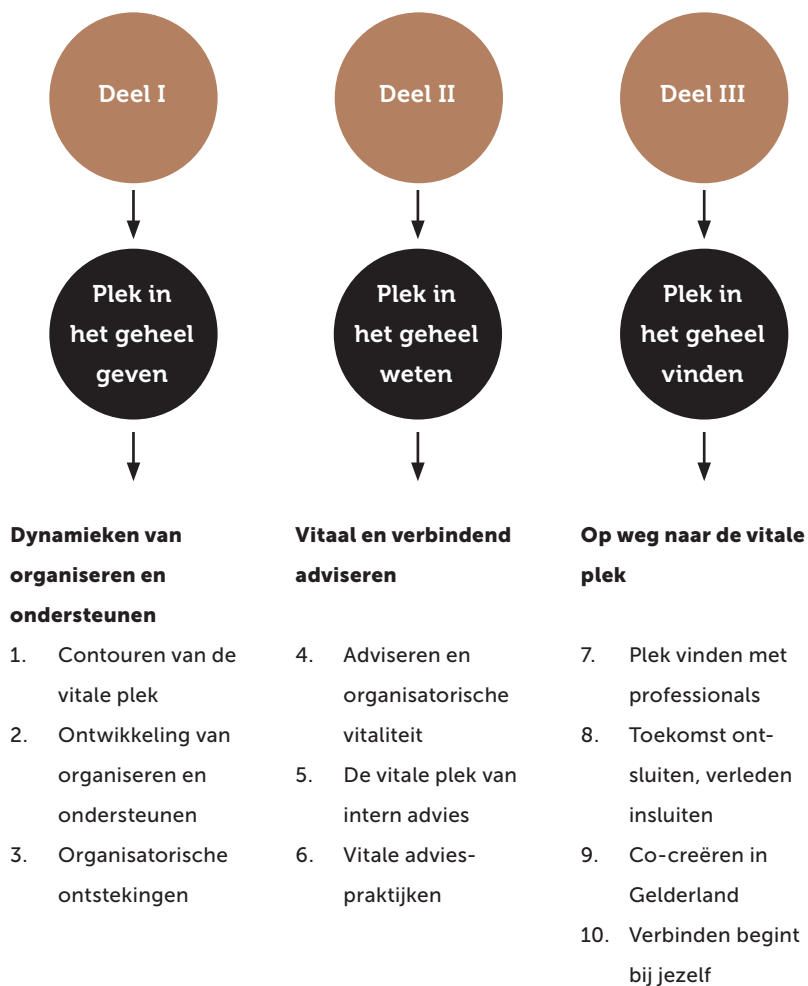 Deel I
Plek in
het geheel
geven
Dynamieken van
organiseren en
ondersteunen
1. Contouren van de
vitale plek
2. Ontwikkeling van
organiseren en
ondersteunen
3. Organisatorische
ontstekingen
Deel II
Plek in
het geheel
weten
Vitaal en verbindend
adviseren
4. Adviseren en
organisatorische
vitaliteit
5. De vitale plek van
intern advies
6. Vitale advies-
praktijken
Deel III
Plek in
het geheel
vinden
Op weg naar de vitale
plek
7. Plek vinden met
professionals
8. Toekomst ont-
sluiten, verleden
insluiten
9. Co-creëren in
Gelderland
10. Verbinden begint
bij jezelf